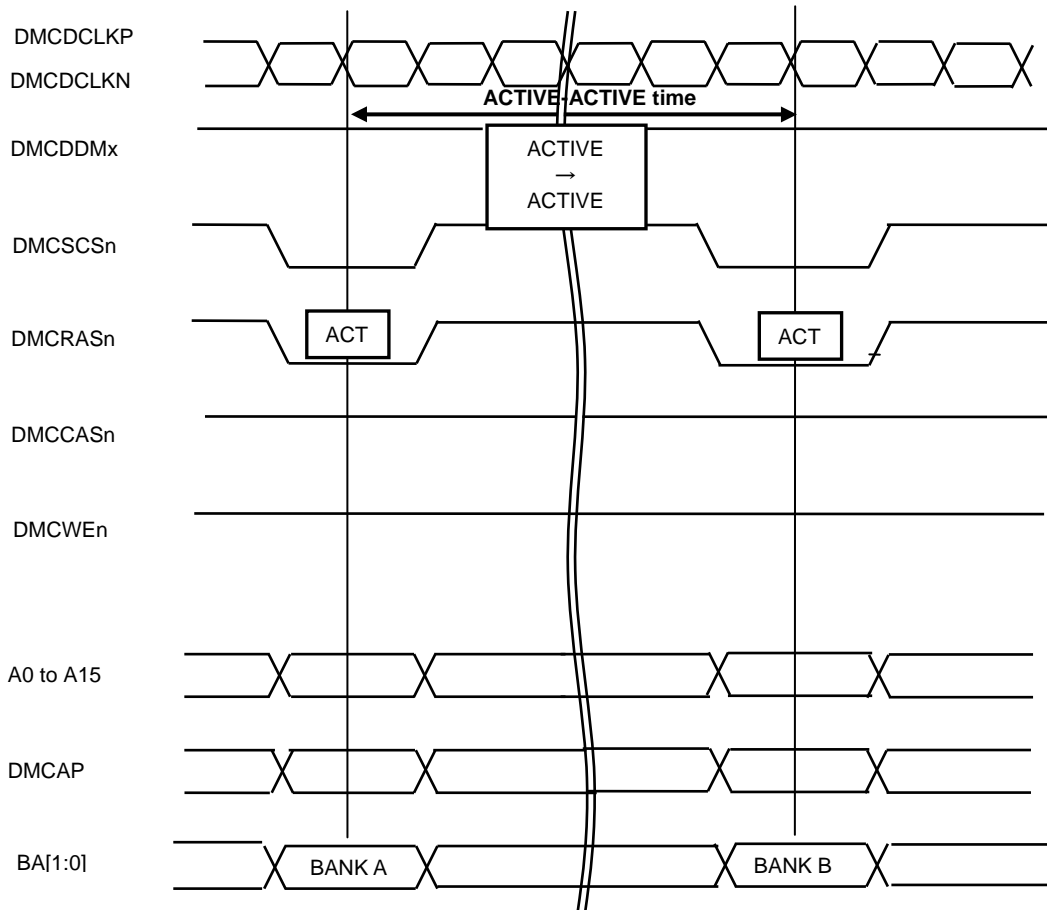 DMCDCLKP
DMCDCLKN
ACTIVE-ACTIVE time
DMCDDMx
ACTIVE
→
ACTIVE
DMCSCSn
DMCRASn
ACT
ACT
DMCCASn
DMCWEn
A0 to A15
DMCAP
BA[1:0]
BANK A
BANK B